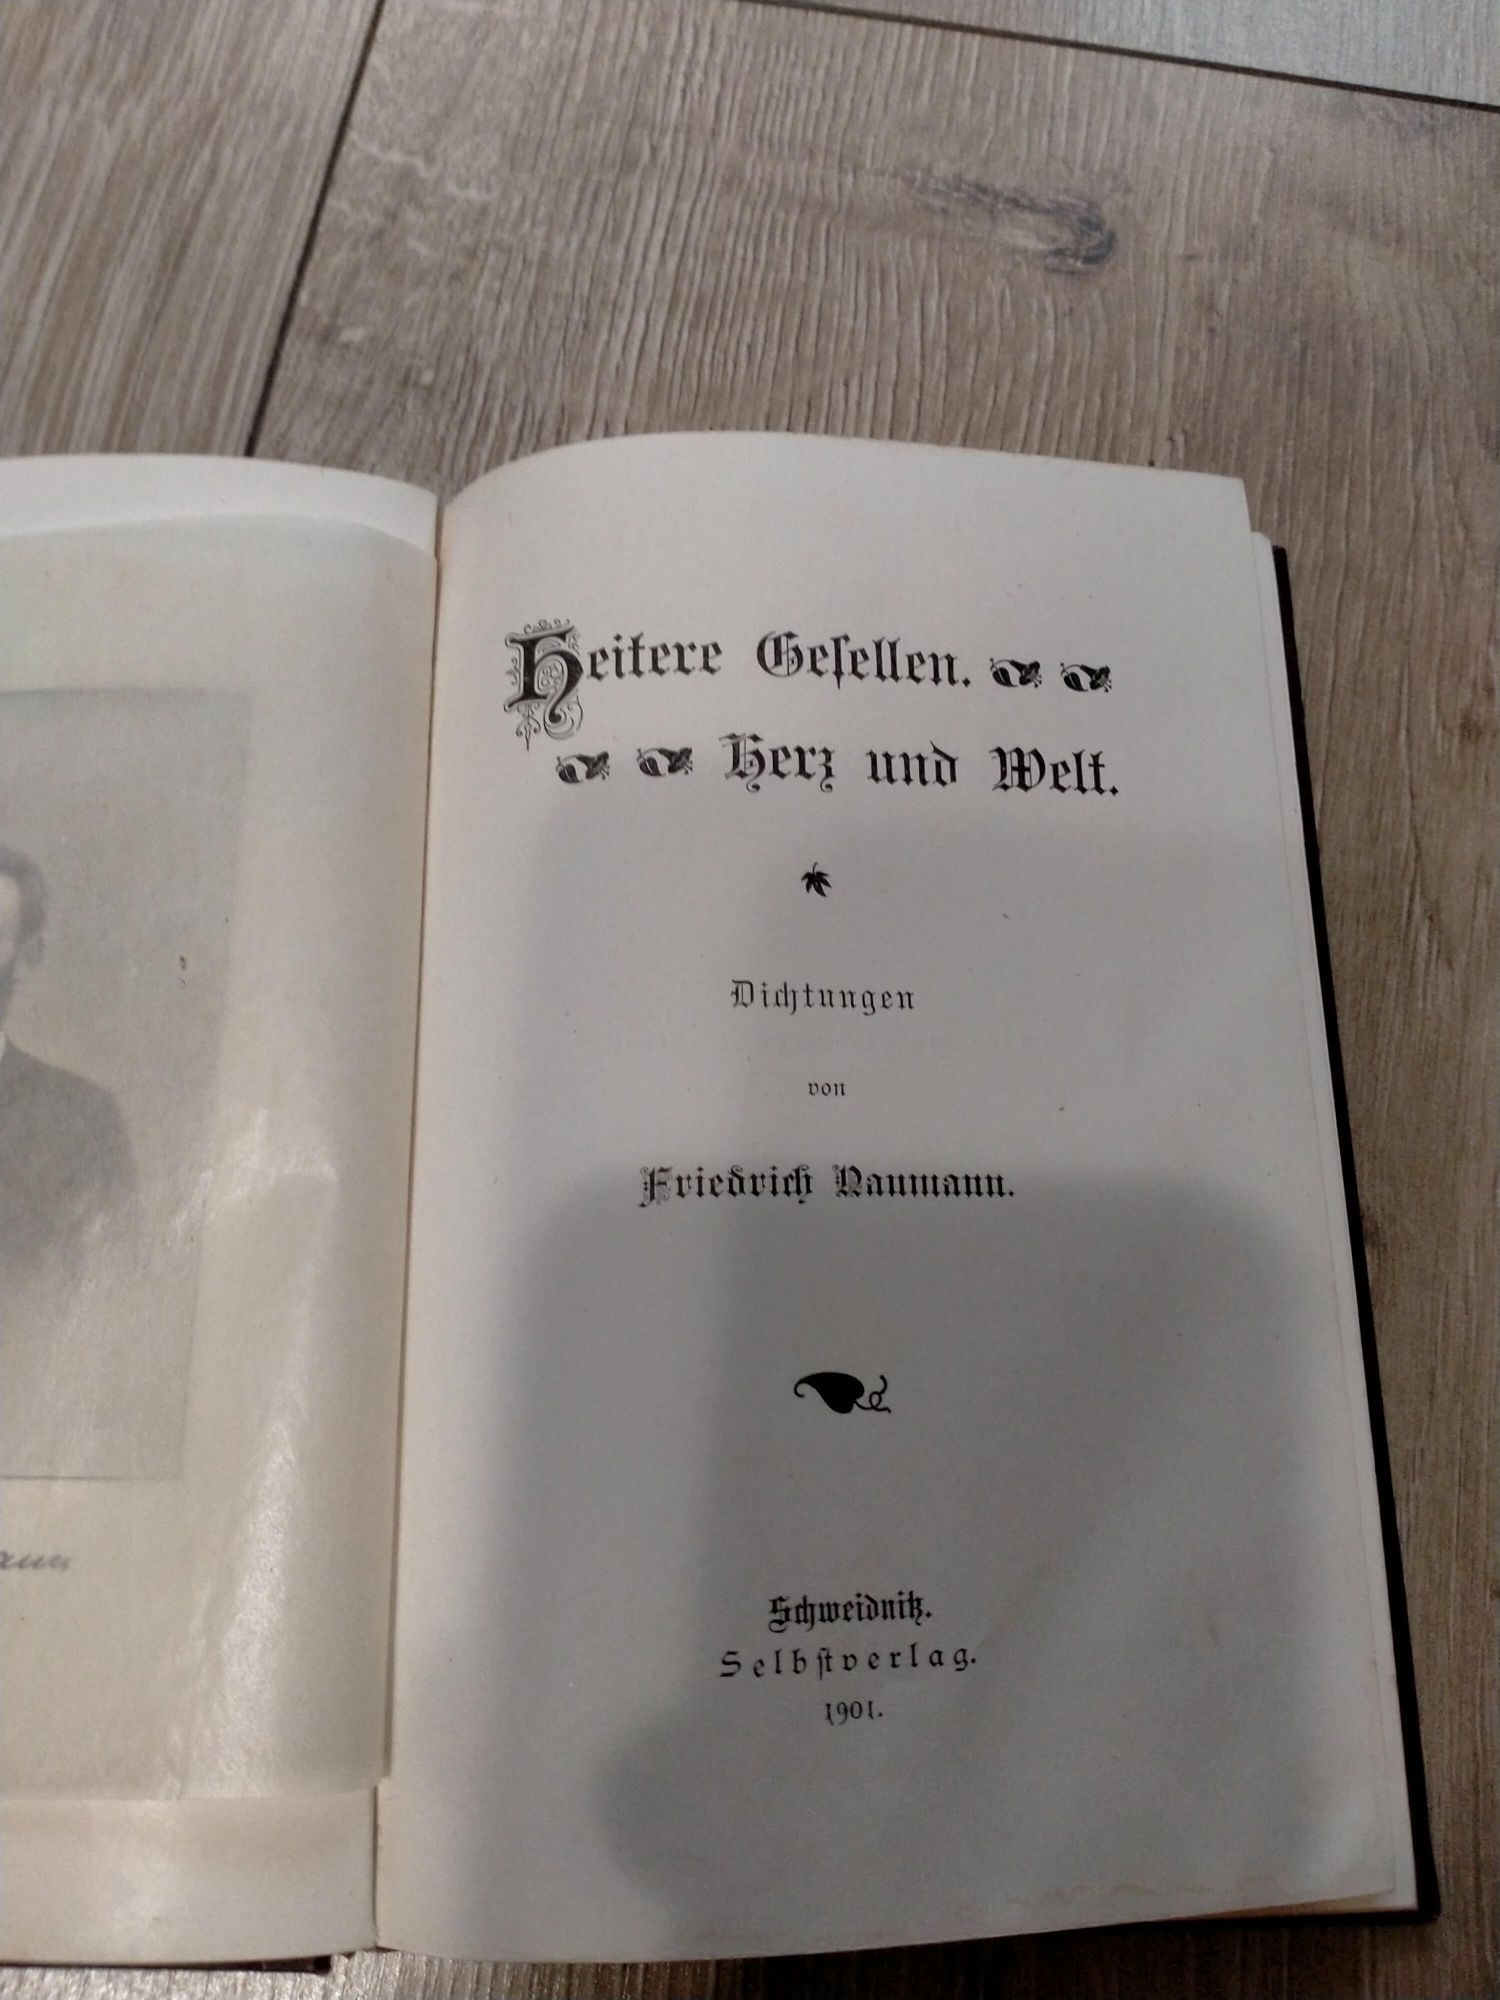 Heitere Geſellen.
Herz und Welt.
Dichtungen
von
Friedrich Naumann.
Schweidnitz.
Selbſtverlag.
1901.